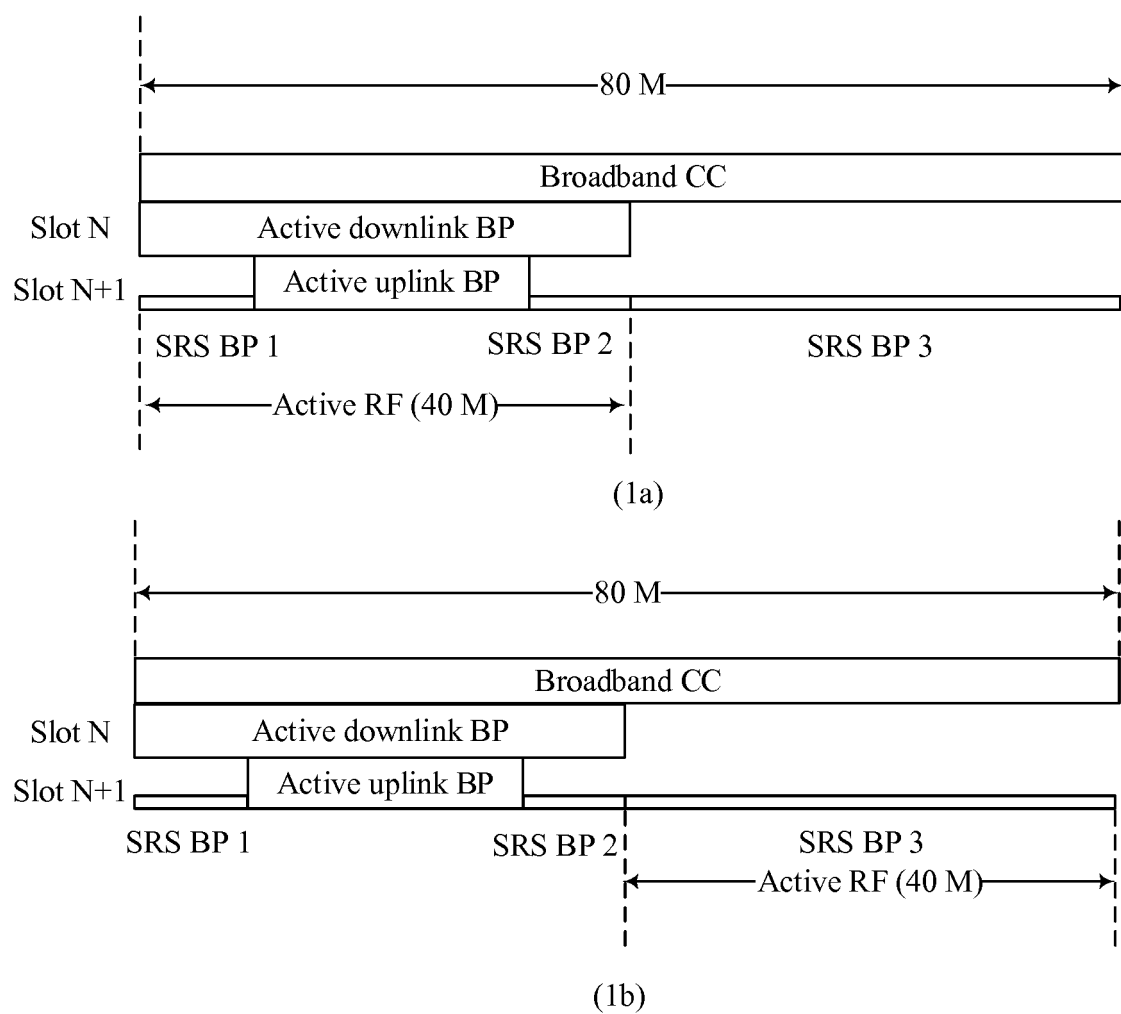 80 M
Broadband CC
Slot N
Active downlink BP
Slot N+1
Active uplink BP
SRS BP 1
SRS BP 2
SRS BP 3
Active RF (40 M)
(1a)
80 M
Broadband CC
Slot N
Active downlink BP
Slot N+1
Active uplink BP
SRS BP 1
SRS BP 2
SRS BP 3
Active RF (40 M)
(1b)